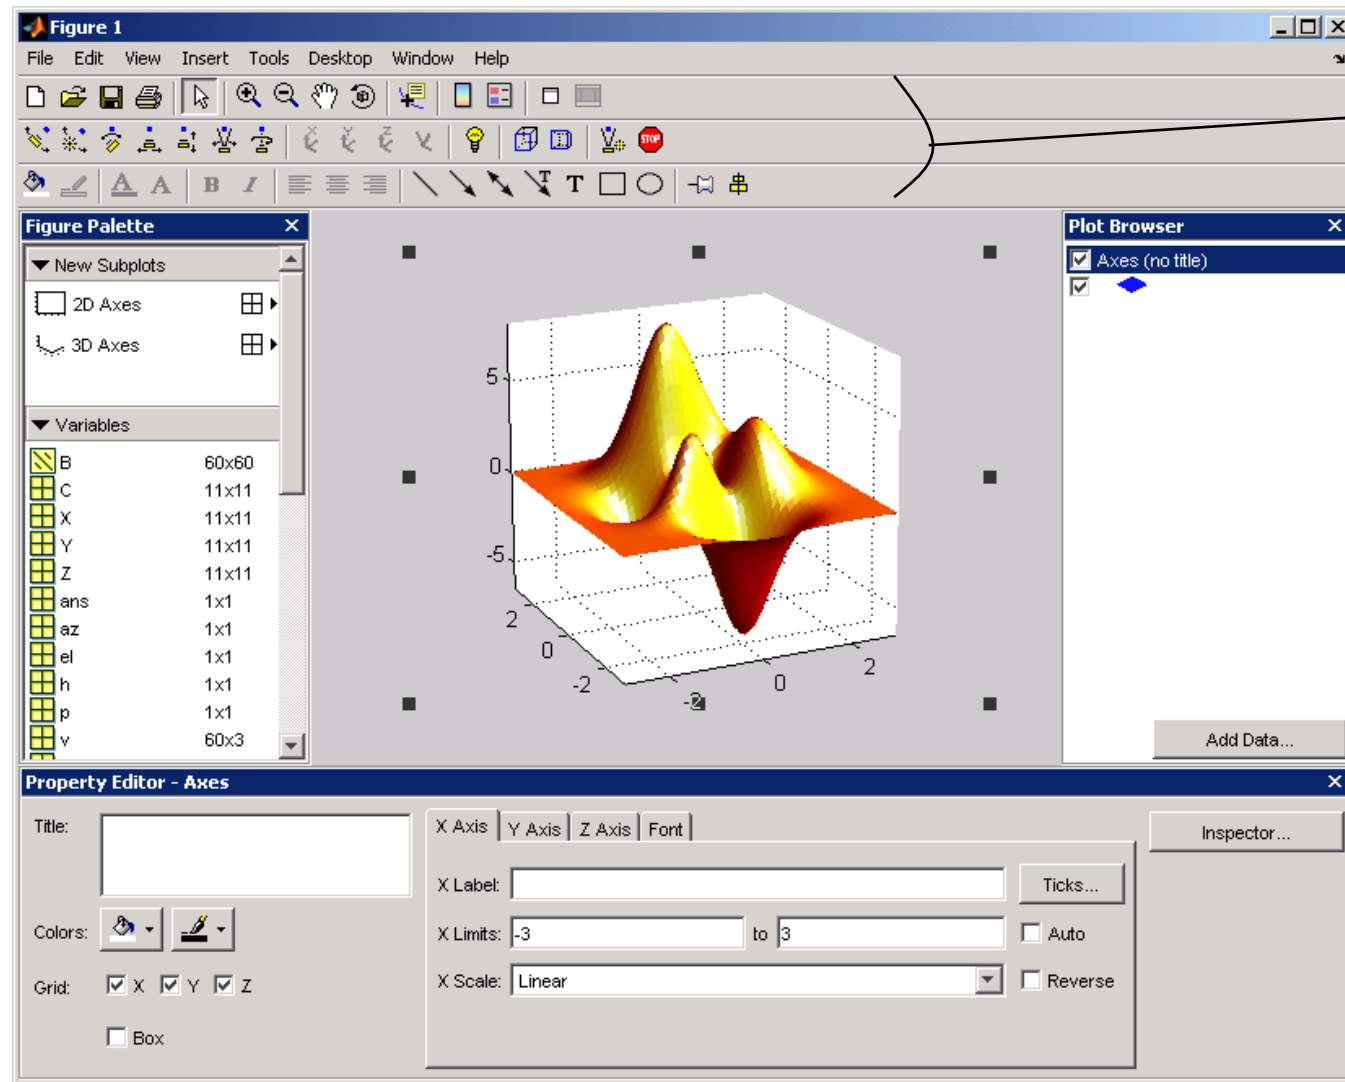 Figure 1
File Edit View Insert Tools Desktop Window Help
STOP
A A B I T T
Figure Palette
New Subplots
2D Axes
3D Axes
Variables
B 60x60
C 11x11
X 11x11
Y 11x11
Z 11x11
ans 1x1
az 1x1
el 1x1
h 1x1
p 1x1
v 60x3
5
0
-5
2
0
-2
-2
0
2
Plot Browser
Axes (no title)
Add Data...
Property Editor - Axes
Title:
Colors:
Grid: X Y Z
Box
X Axis Y Axis Z Axis Font
X Label: Ticks...
X Limits: -3 to 3 Auto
X Scale: Linear Reverse
Inspector...